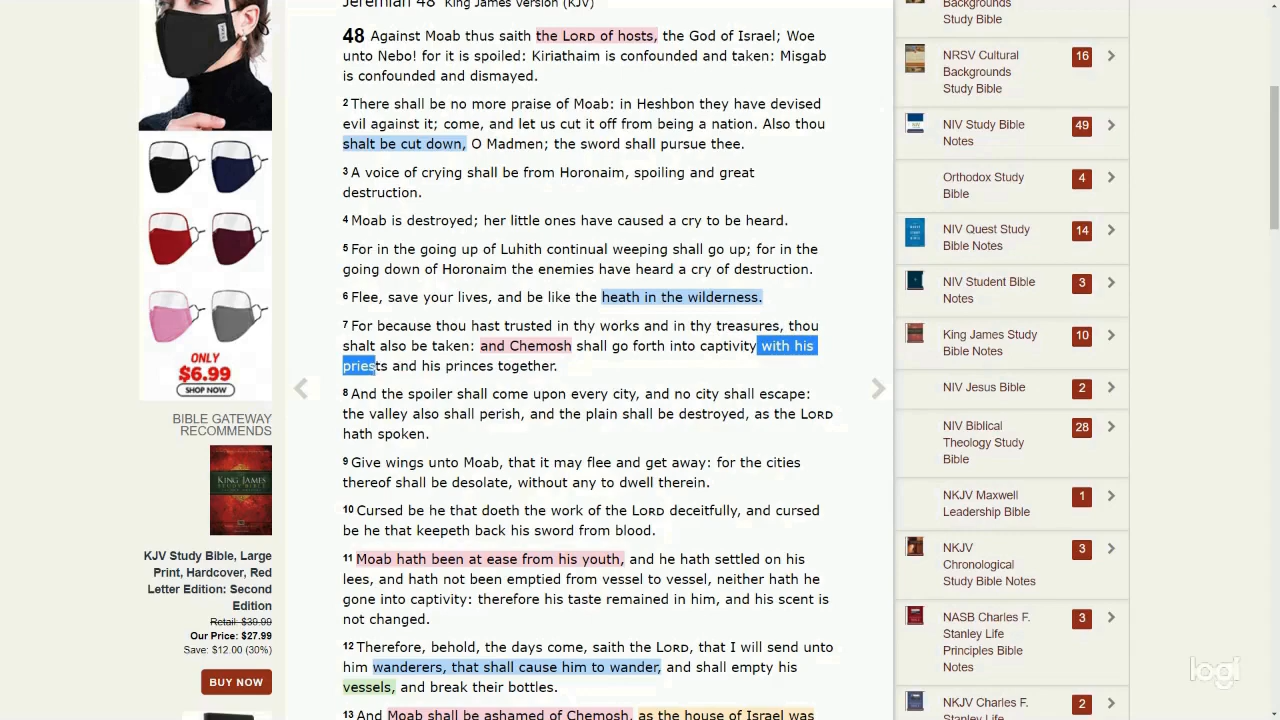 Jeremiah 48 King James Version (KJV)
48 Against Moab thus saith the LORD of hosts, the God of Israel; Woe
unto Nebo! for it is spoiled: Kiriathaim is confounded and taken: Misgab
is confounded and dismayed.
2 There shall be no more praise of Moab: in Heshbon they have devised
evil against it; come, and let us cut it off from being a nation. Also thou
shalt be cut down, O Madmen; the sword shall pursue thee.
3 A voice of crying shall be from Horonaim, spoiling and great
destruction.
4 Moab is destroyed; her little ones have caused a cry to be heard.
5 For in the going up of Luhith continual weeping shall go up; for in the
going down of Horonaim the enemies have heard a cry of destruction.
6 Flee, save your lives, and be like the heath in the wilderness.
7 For because thou hast trusted in thy works and in thy treasures, thou
shalt also be taken: and Chemosh shall go forth into captivity with his
priests and his princes together.
8 And the spoiler shall come upon every city, and no city shall escape:
the valley also shall perish, and the plain shall be destroyed, as the LORD
hath spoken.
9 Give wings unto Moab, that it may flee and get away: for the cities
thereof shall be desolate, without any to dwell therein.
10 Cursed be he that doeth the work of the LORD deceitfully, and cursed
be he that keepeth back his sword from blood.
11 Moab hath been at ease from his youth, and he hath settled on his
lees, and hath not been emptied from vessel to vessel, neither hath he
gone into captivity: therefore his taste remained in him, and his scent is
not changed.
12 Therefore, behold, the days come, saith the LORD, that I will send unto
him wanderers, that shall cause him to wander, and shall empty his
vessels, and break their bottles.
13 And Moab shall be ashamed of Chemosh, as the house of Israel was
ONLY
$6.99
SHOP NOW
BIBLE GATEWAY
RECOMMENDS
KING JAMES
STUDY BIBLE
KJV Study Bible, Large
Print, Hardcover, Red
Letter Edition: Second
Edition
Retail: $39.99
Our Price: $27.99
Save: $12.00 (30%)
BUY NOW
Backgrounds
Study Bible
NRSV Cultural
Backgrounds
Study Bible
16
NIV Study Bible
Notes
49
Orthodox Study
Bible
4
NIV Quest Study
Bible Notes
14
NIV Student Bible
Notes
3
King James Study
Bible Notes
10
NIV Jesus Bible
2
NIV Biblical
Theology Study
Bible
28
NKJV Maxwell
Leadership Bible
1
NKJV
Chronological
Study Bible Notes
3
NASB Charles F.
Stanley Life
Principles Bible
Notes
3
NKJV Charles F.
Stanley Life
2
logi